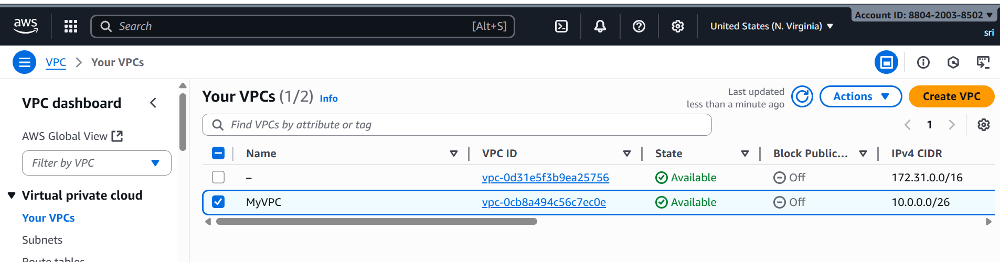 aws
Search [Alt+S]
United States (N. Virginia)
Account ID: 8804-2003-8502
sri
VPC Your VPCs
VPC dashboard
AWS Global View
Filter by VPC
Virtual private cloud
Your VPCs
Subnets
Route tables
Your VPCs (1/2) Info
Last updated
less than a minute ago
Actions
Create VPC
Find VPCs by attribute or tag
1
Name VPC ID State Block Public... IPv4 CIDR
– vpc-0d31e5f3b9ea25756 Available Off 172.31.0.0/16
MyVPC vpc-0cb8a494c56c7ec0e Available Off 10.0.0.0/26